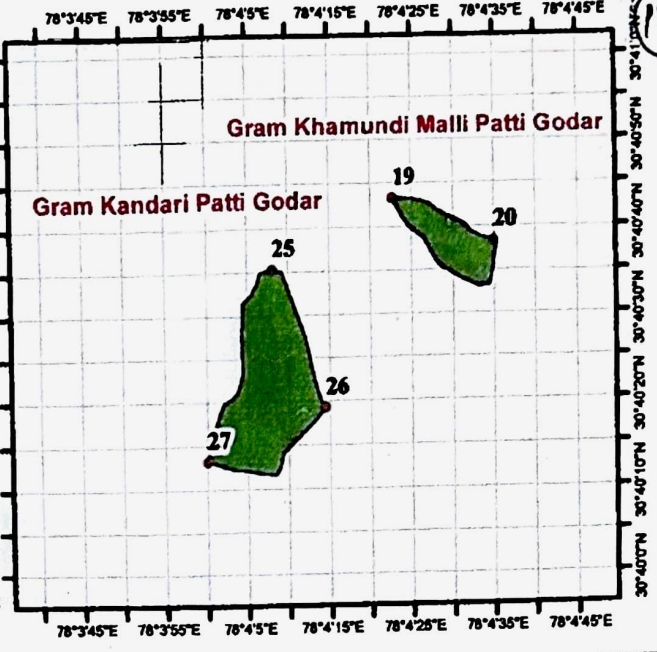 78°3'45"E 78°3'55"E 78°4'5"E 78°4'15"E 78°4'25"E 78°4'35"E 78°4'45"E
Gram Khamundi Malli Patti Godar
Gram Kandari Patti Godar
19
20
25
26
27
30°40'50"N
30°40'40"N
30°40'30"N
30°40'20"N
30°40'10"N
30°40'0"N
78°3'45"E 78°3'55"E 78°4'5"E 78°4'15"E 78°4'25"E 78°4'35"E 78°4'45"E